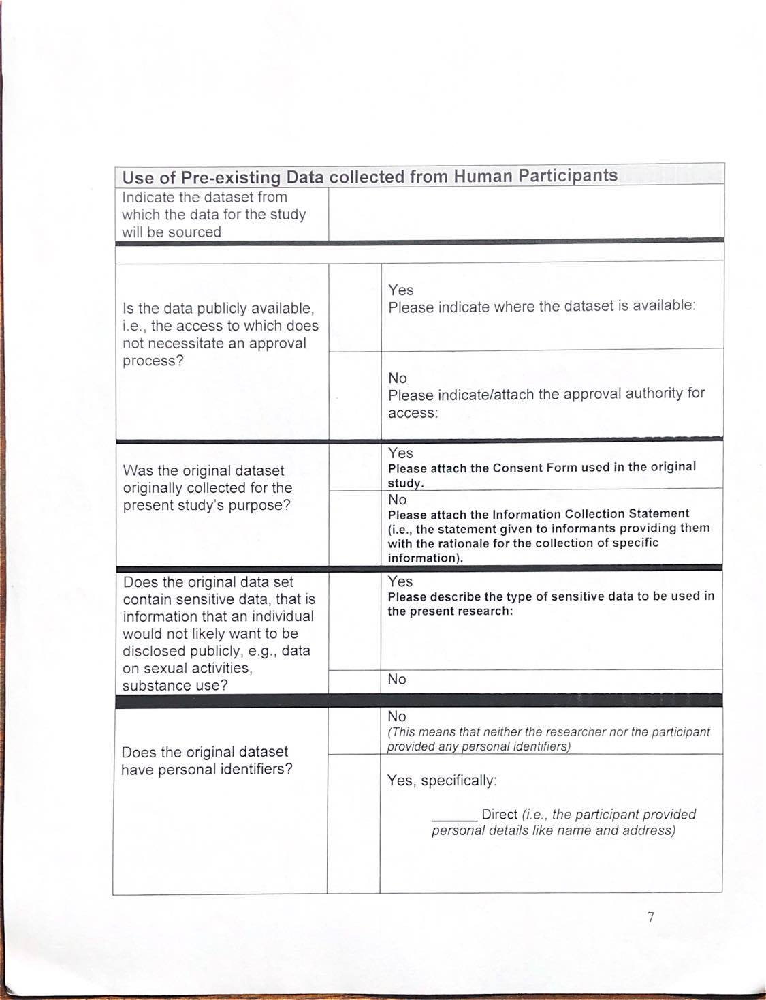 Use of Pre-existing Data collected from Human Participants
Indicate the dataset from
which the data for the study
will be sourced
Is the data publicly available,
i.e., the access to which does
not necessitate an approval
process?
Yes
Please indicate where the dataset is available:
No
Please indicate/attach the approval authority for
access:
Was the original dataset
originally collected for the
present study's purpose?
Yes
Please attach the Consent Form used in the original
study.
No
Please attach the Information Collection Statement
(i.e., the statement given to informants providing them
with the rationale for the collection of specific
information).
Does the original data set
contain sensitive data, that is
information that an individual
would not likely want to be
disclosed publicly, e.g., data
on sexual activities,
substance use?
Yes
Please describe the type of sensitive data to be used in
the present research:
No
Does the original dataset
have personal identifiers?
No
(This means that neither the researcher nor the participant
provided any personal identifiers)
Yes, specifically:
______ Direct (i.e., the participant provided
personal details like name and address)
7